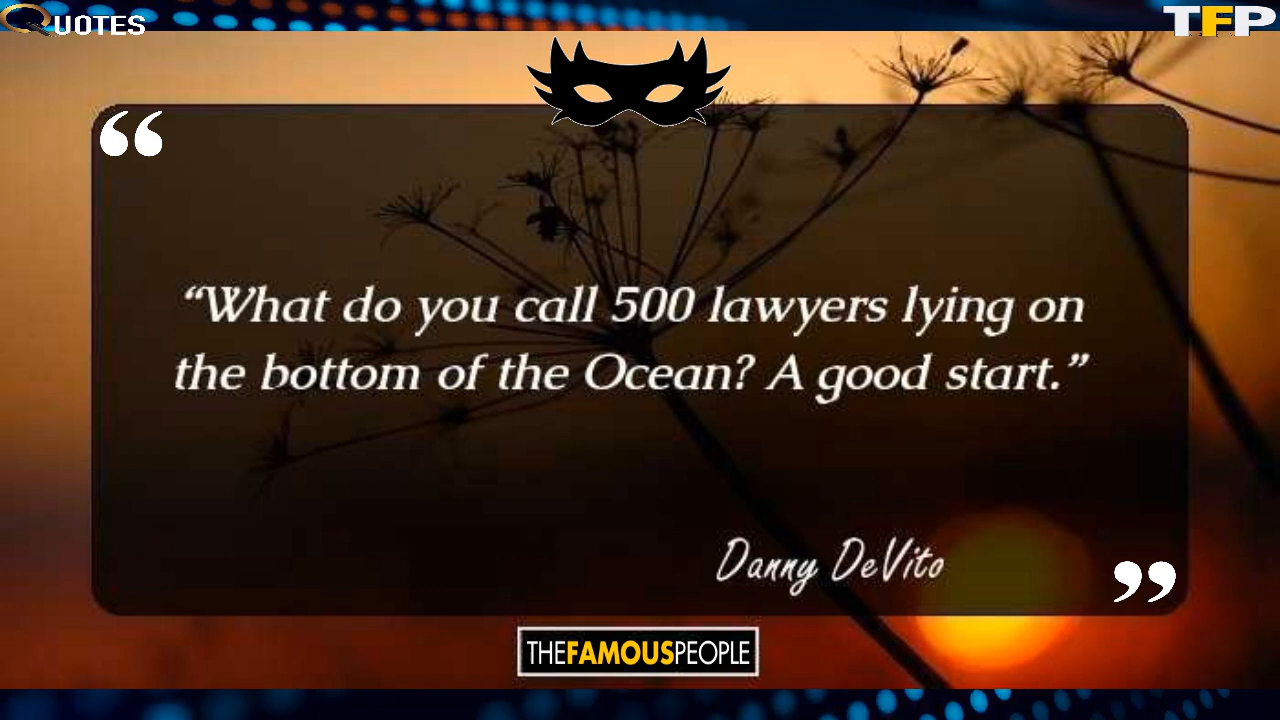 QUOTES
TFP
“
“What do you call 500 lawyers lying on
the bottom of the Ocean? A good start.”
Danny DeVito
”
THEFAMOUSPEOPLE